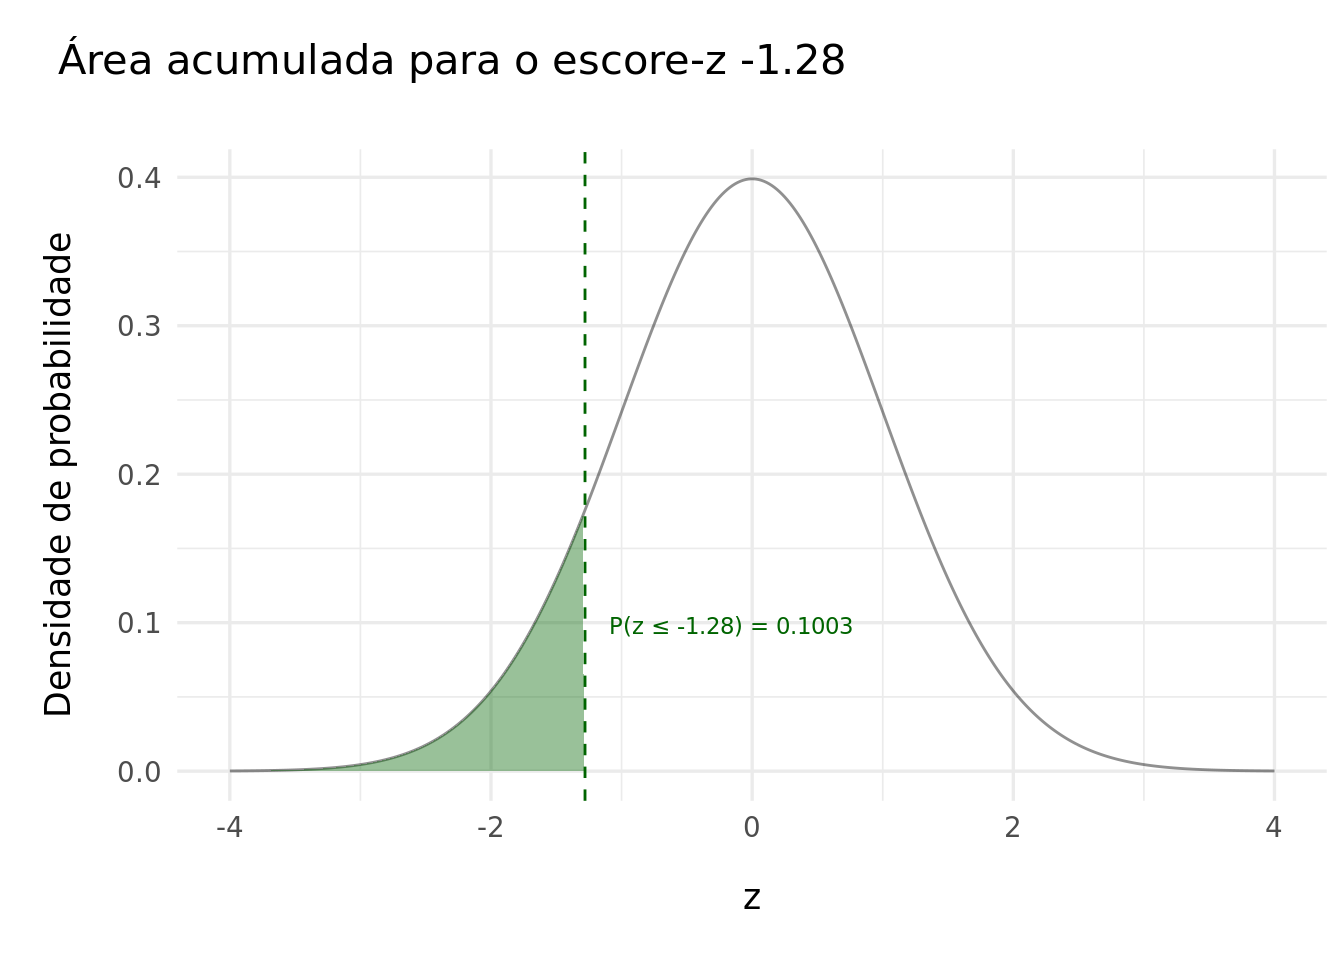 Área acumulada para o escore-z -1.28
Densidade de probabilidade
0.4
0.3
0.2
0.1
0.0
P(z ≤ -1.28) = 0.1003
-4
-2
0
2
4
z